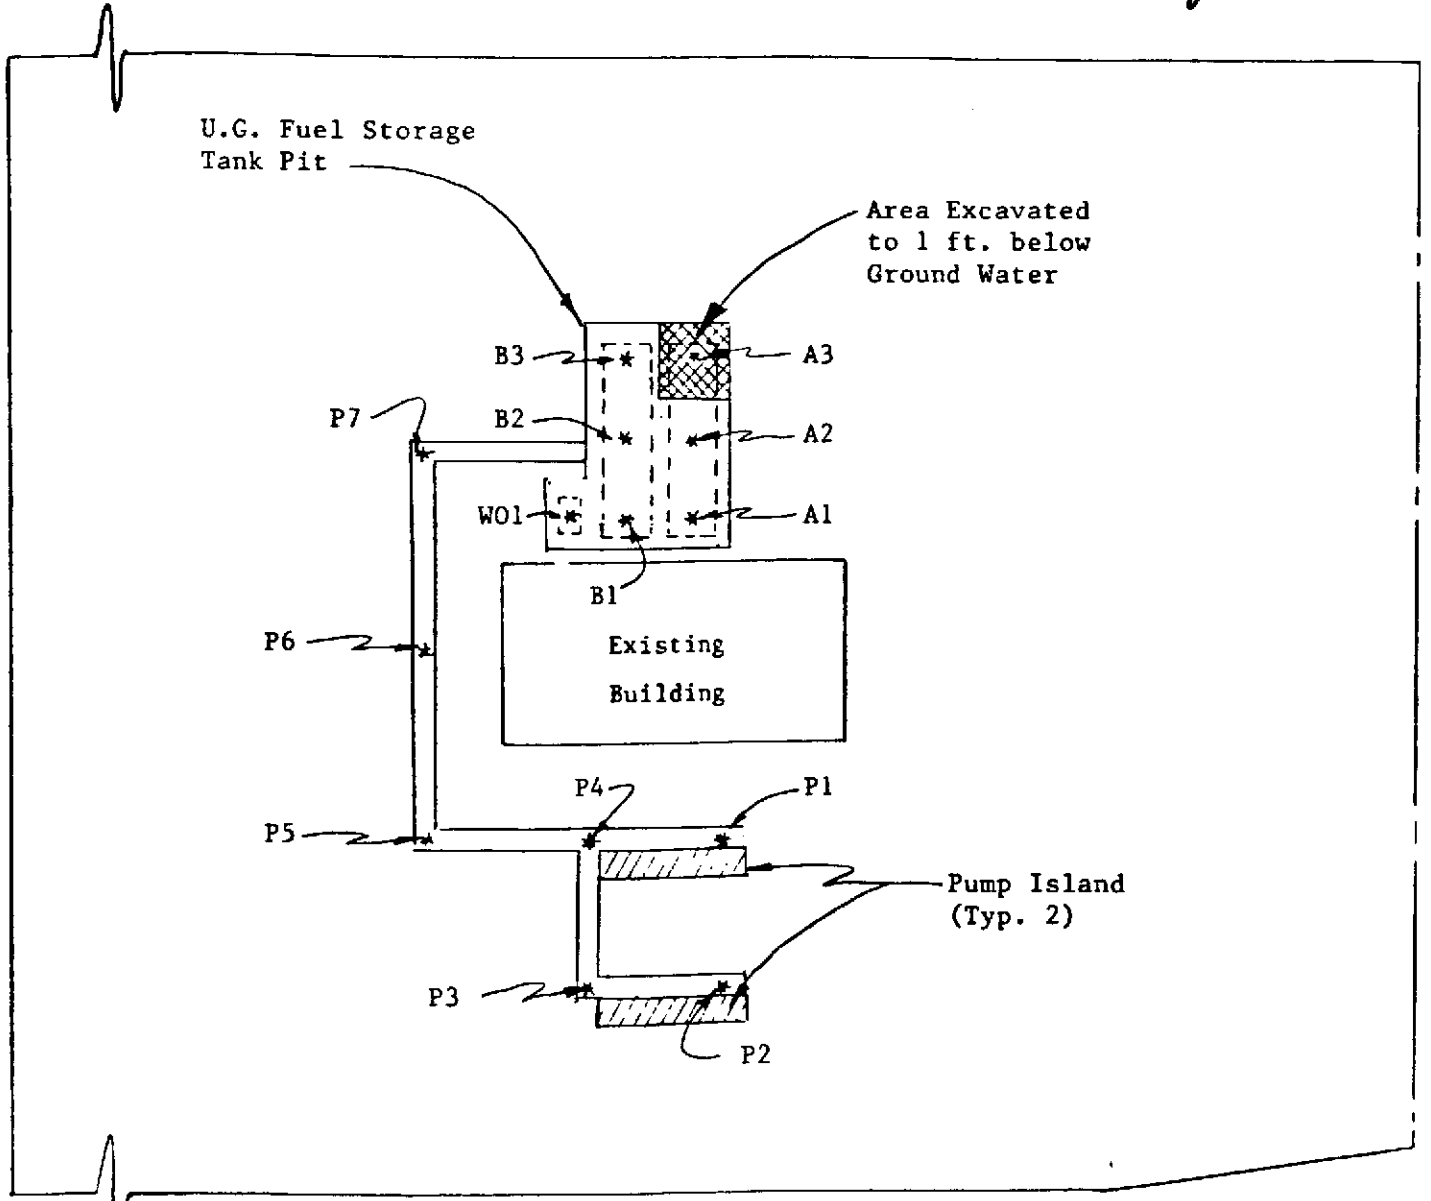 U.G. Fuel Storage
Tank Pit
Area Excavated
to 1 ft. below
Ground Water
B3
A3
P7
B2
A2
WO1
A1
B1
P6
Existing
Building
P4
P1
P5
Pump Island
(Typ. 2)
P3
P2